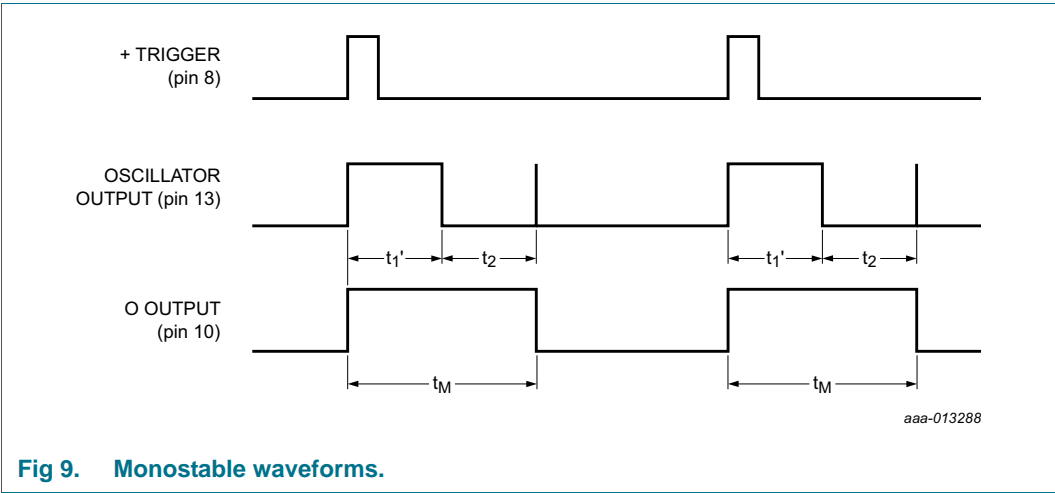 + TRIGGER
(pin 8)
OSCILLATOR
OUTPUT (pin 13)
t1' t2 t1' t2
O OUTPUT
(pin 10)
tM tM
aaa-013288
Fig 9. Monostable waveforms.